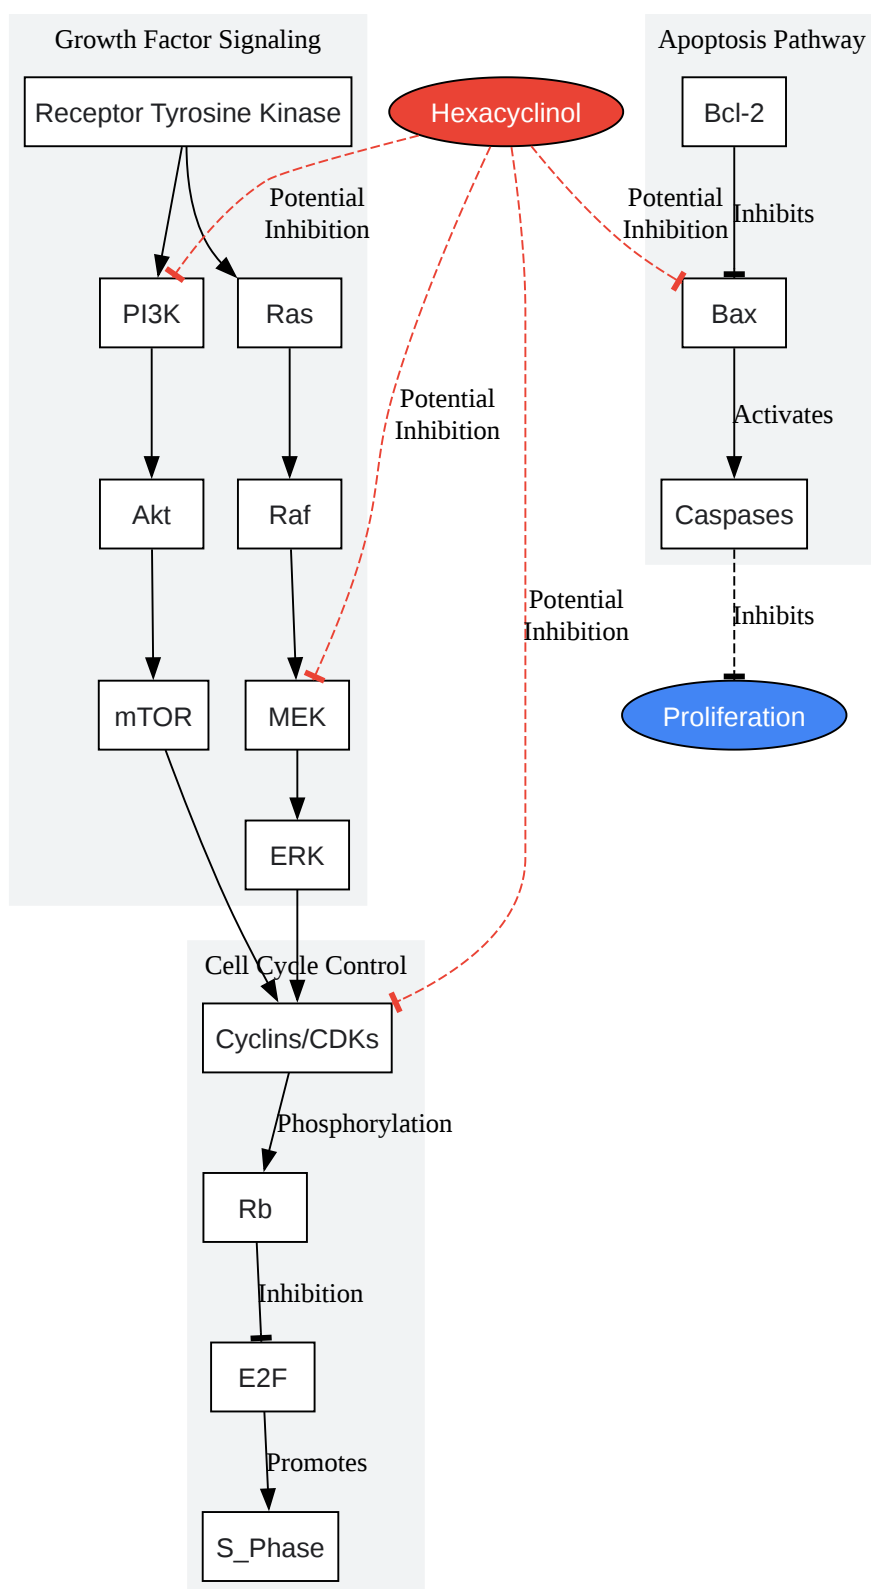 Growth Factor Signaling
Apoptosis Pathway
Receptor Tyrosine Kinase
Hexacyclinol
Bcl-2
Potential
Inhibition
Potential
Inhibition
Inhibits
PI3K
Ras
Bax
Potential
Inhibition
Activates
Akt
Raf
Caspases
Potential
Inhibition
Inhibits
mTOR
MEK
Proliferation
ERK
Cell Cycle Control
Cyclins/CDKs
Phosphorylation
Rb
Inhibition
E2F
Promotes
S_Phase